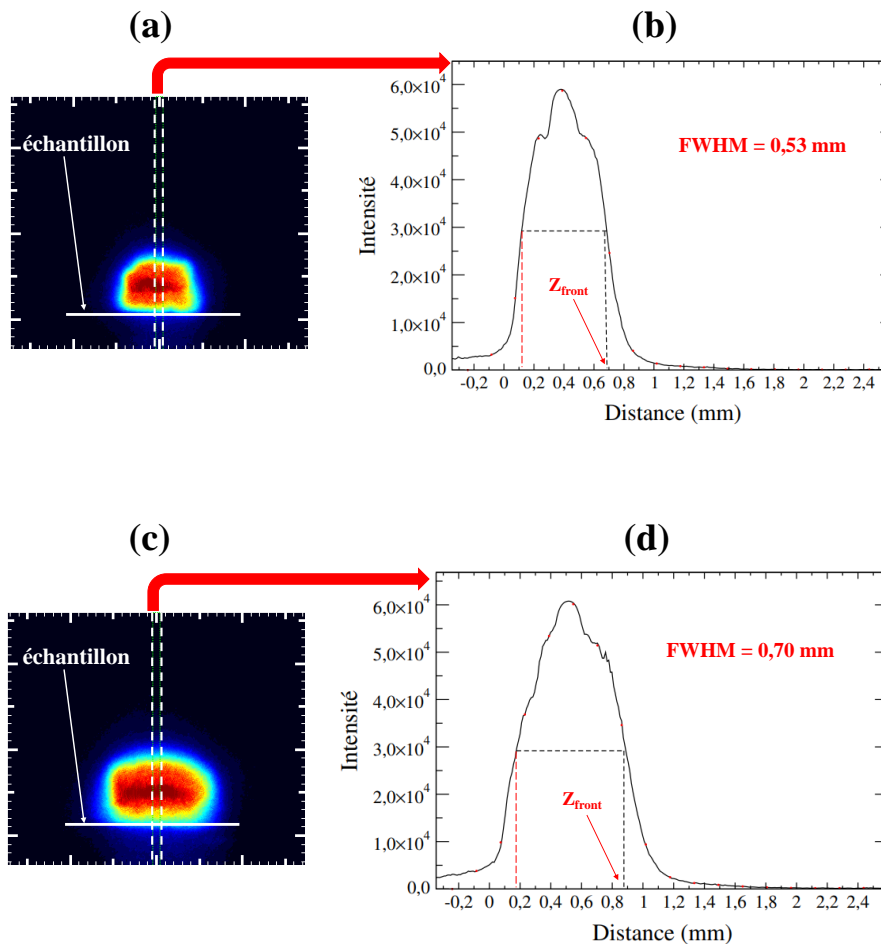 (a)
(b)
échantillon
6,0×10⁴
5,0×10⁴
4,0×10⁴
3,0×10⁴
2,0×10⁴
1,0×10⁴
0,0
Intensité
FWHM = 0,53 mm
Z_front
-0,2 0 0,2 0,4 0,6 0,8 1 1,2 1,4 1,6 1,8 2 2,2 2,4
Distance (mm)
(c)
(d)
échantillon
6,0×10⁴
5,0×10⁴
4,0×10⁴
3,0×10⁴
2,0×10⁴
1,0×10⁴
0,0
Intensité
FWHM = 0,70 mm
Z_front
-0,2 0 0,2 0,4 0,6 0,8 1 1,2 1,4 1,6 1,8 2 2,2 2,4
Distance (mm)